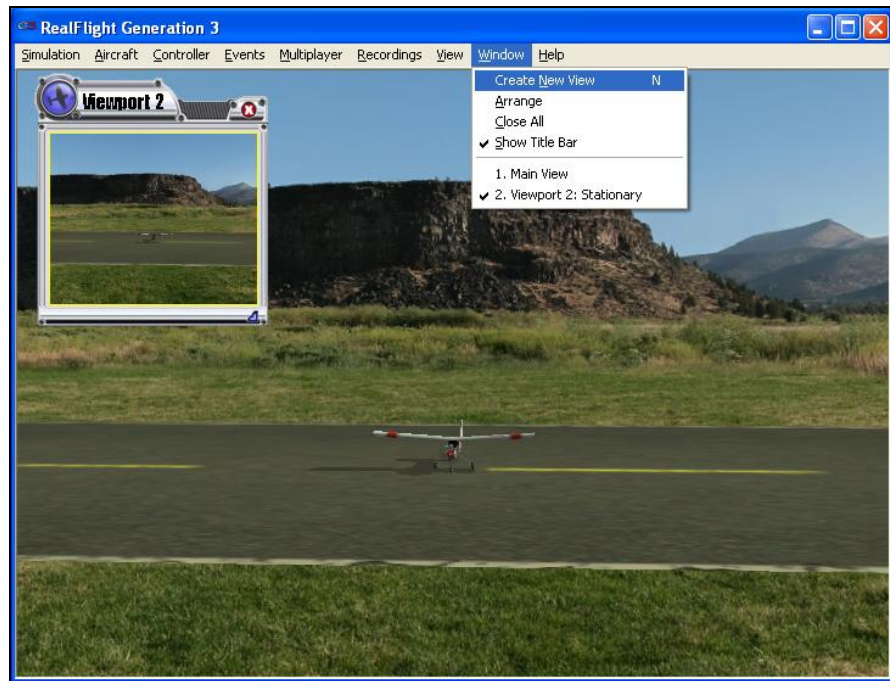 RealFlight Generation 3
Simulation Aircraft Controller Events Multiplayer Recordings View Window Help
Viewport 2
Create New View N
Arrange
Close All
Show Title Bar
1. Main View
2. Viewport 2: Stationary